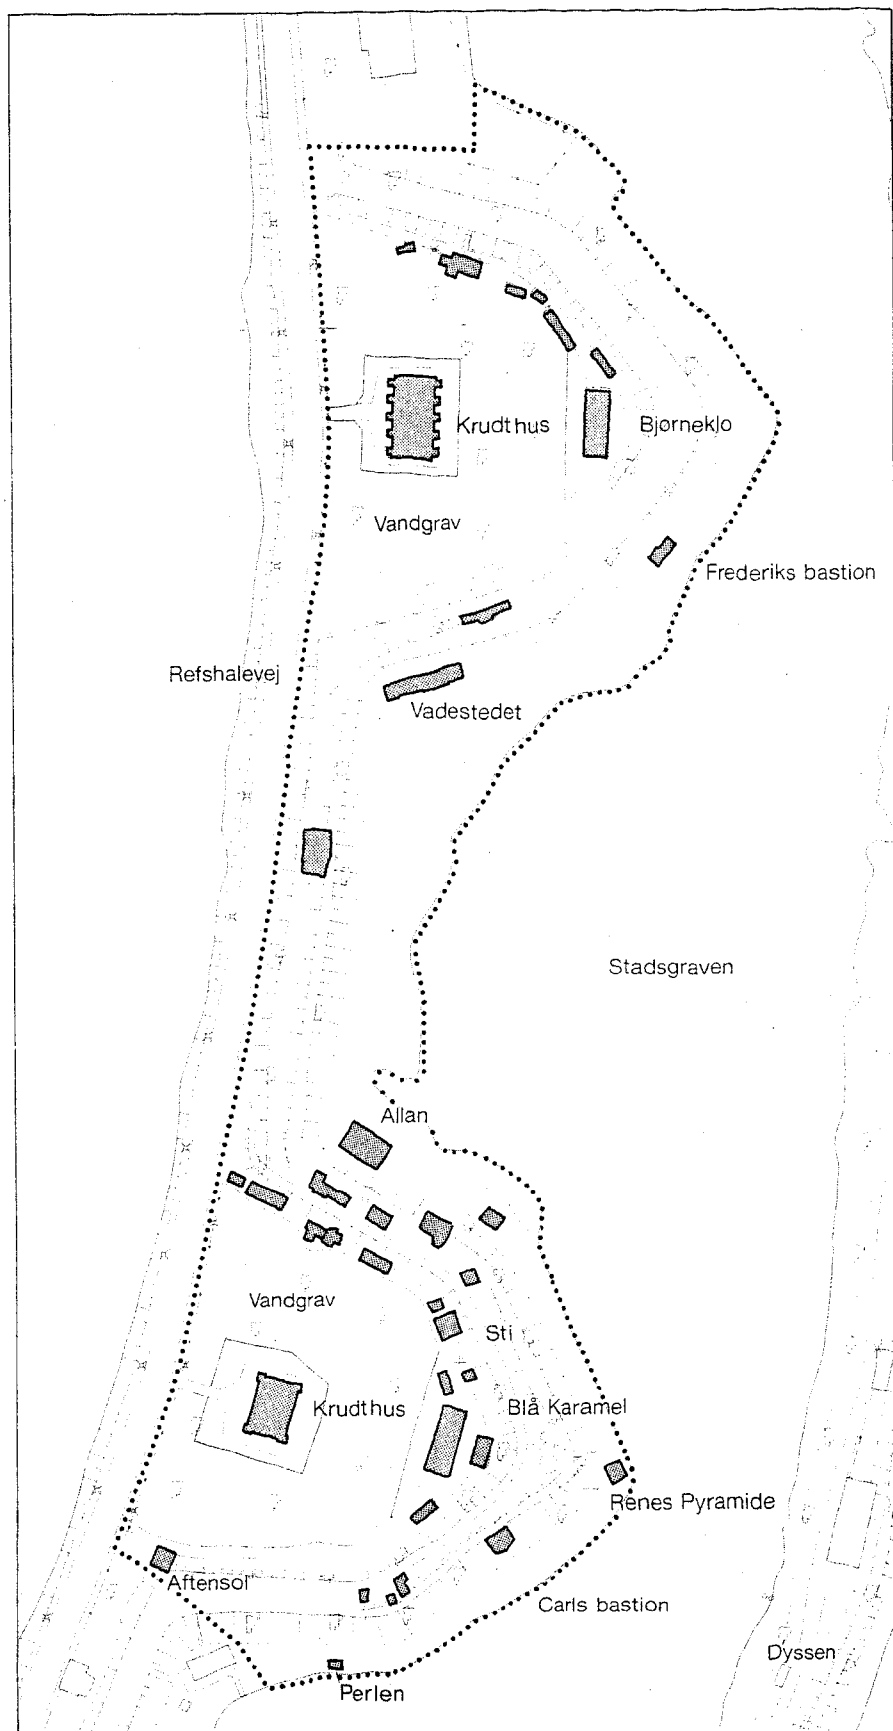 Krudthus
Bjørneklo
Vandgrav
Frederiks bastion
Refshalevej
Vadestedet
Stadsgraven
Allan
Vandgrav
Sti
Krudthus
Blå Karamel
Renes Pyramide
Aftensol
Carls bastion
Dyssen
Perlen